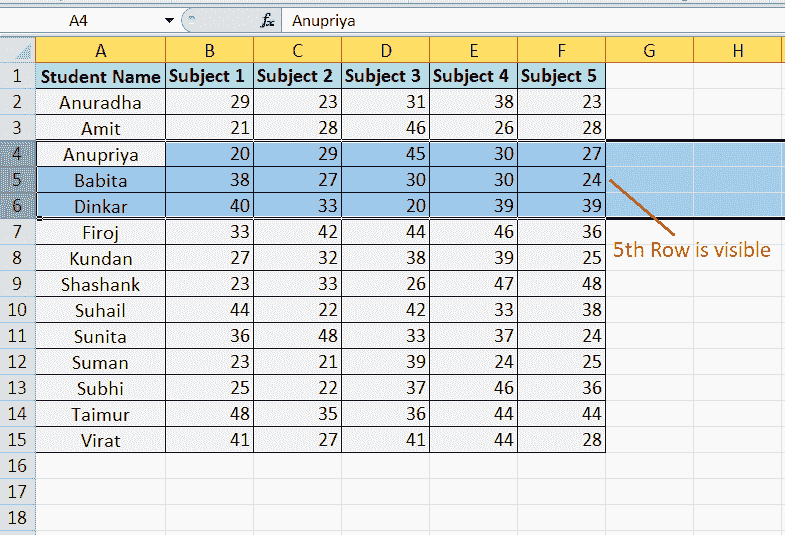 A4 fx Anupriya
A B C D E F G H
1 Student Name Subject 1 Subject 2 Subject 3 Subject 4 Subject 5
2 Anuradha 29 23 31 38 23
3 Amit 21 28 46 26 28
4 Anupriya 20 29 45 30 27
5 Babita 38 27 30 30 24
6 Dinkar 40 33 20 39 39
7 Firoj 33 42 44 46 36
5th Row is visible
8 Kundan 27 32 38 39 25
9 Shashank 23 33 26 47 48
10 Suhail 44 22 42 33 38
11 Sunita 36 48 33 37 24
12 Suman 23 21 39 24 25
13 Subhi 25 22 37 46 36
14 Taimur 48 35 36 44 44
15 Virat 41 27 41 44 28
16
17
18